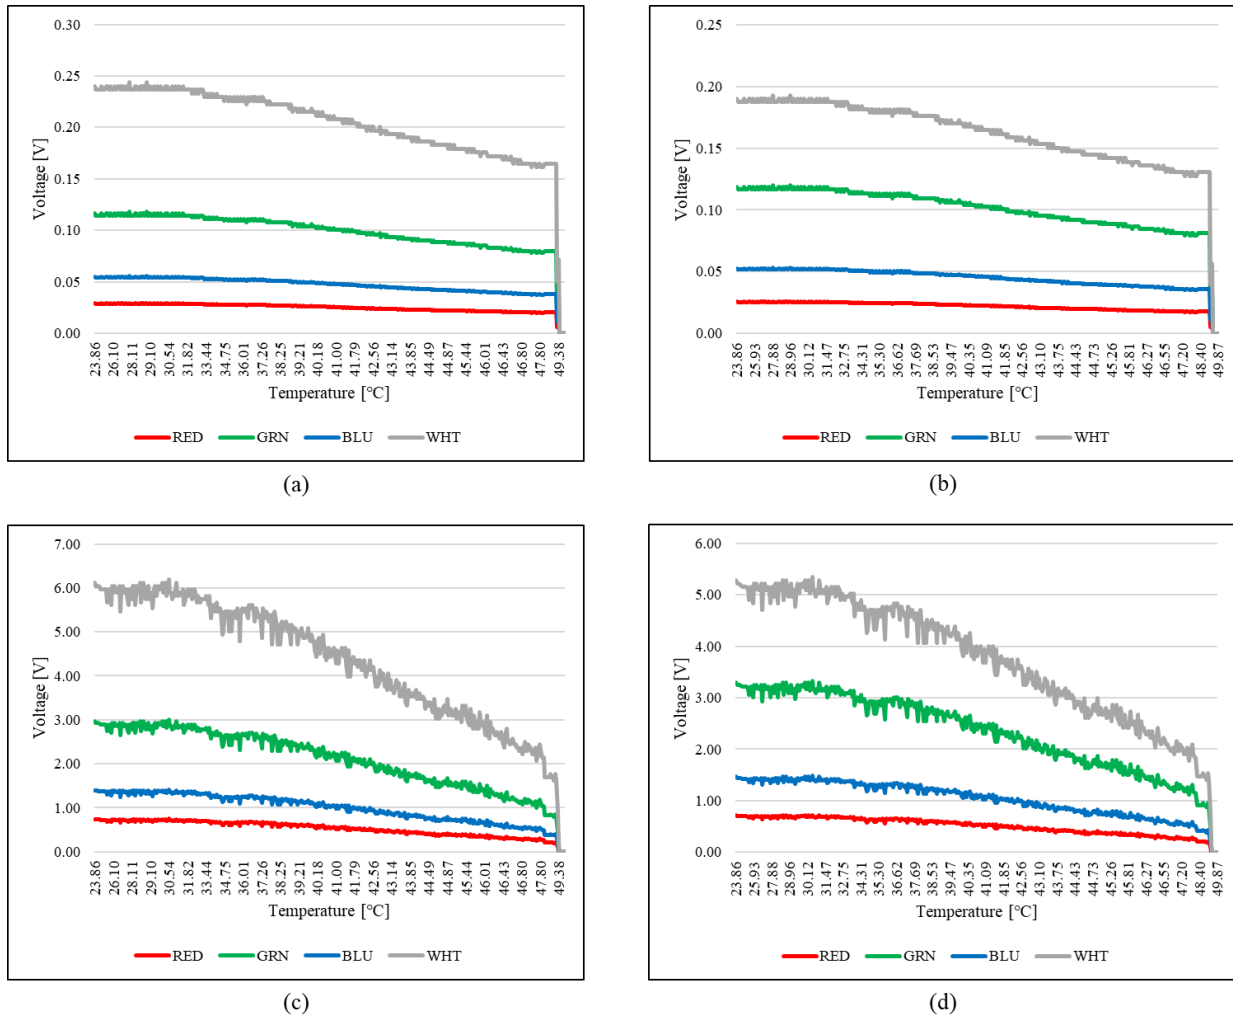 0.30
0.25
0.20
0.15
0.10
0.05
0.00
Voltage [V]
23.86 26.10 28.11 29.10 30.54 31.82 33.44 34.75 36.01 37.26 38.25 39.21 40.18 41.00 41.79 42.56 43.14 43.85 44.49 44.87 45.44 46.01 46.43 46.80 47.80 49.38
Temperature [°C]
RED GRN BLU WHT
(a)
0.25
0.20
0.15
0.10
0.05
0.00
Voltage [V]
23.86 25.93 27.88 28.96 30.12 31.47 32.75 34.31 35.30 36.62 37.69 38.53 39.47 40.35 41.09 41.85 42.56 43.10 43.75 44.43 44.73 45.26 45.81 46.27 46.55 47.20 48.40 49.87
Temperature [°C]
RED GRN BLU WHT
(b)
7.00
6.00
5.00
4.00
3.00
2.00
1.00
0.00
Voltage [V]
23.86 26.10 28.11 29.10 30.54 31.82 33.44 34.75 36.01 37.26 38.25 39.21 40.18 41.00 41.79 42.56 43.14 43.85 44.49 44.87 45.44 46.01 46.43 46.80 47.80 49.38
Temperature [°C]
RED GRN BLU WHT
(c)
6.00
5.00
4.00
3.00
2.00
1.00
0.00
Voltage [V]
23.86 25.93 27.88 28.96 30.12 31.47 32.75 34.31 35.30 36.62 37.69 38.53 39.47 40.35 41.09 41.85 42.56 43.10 43.75 44.43 44.73 45.26 45.81 46.27 46.55 47.20 48.40 49.87
Temperature [°C]
RED GRN BLU WHT
(d)